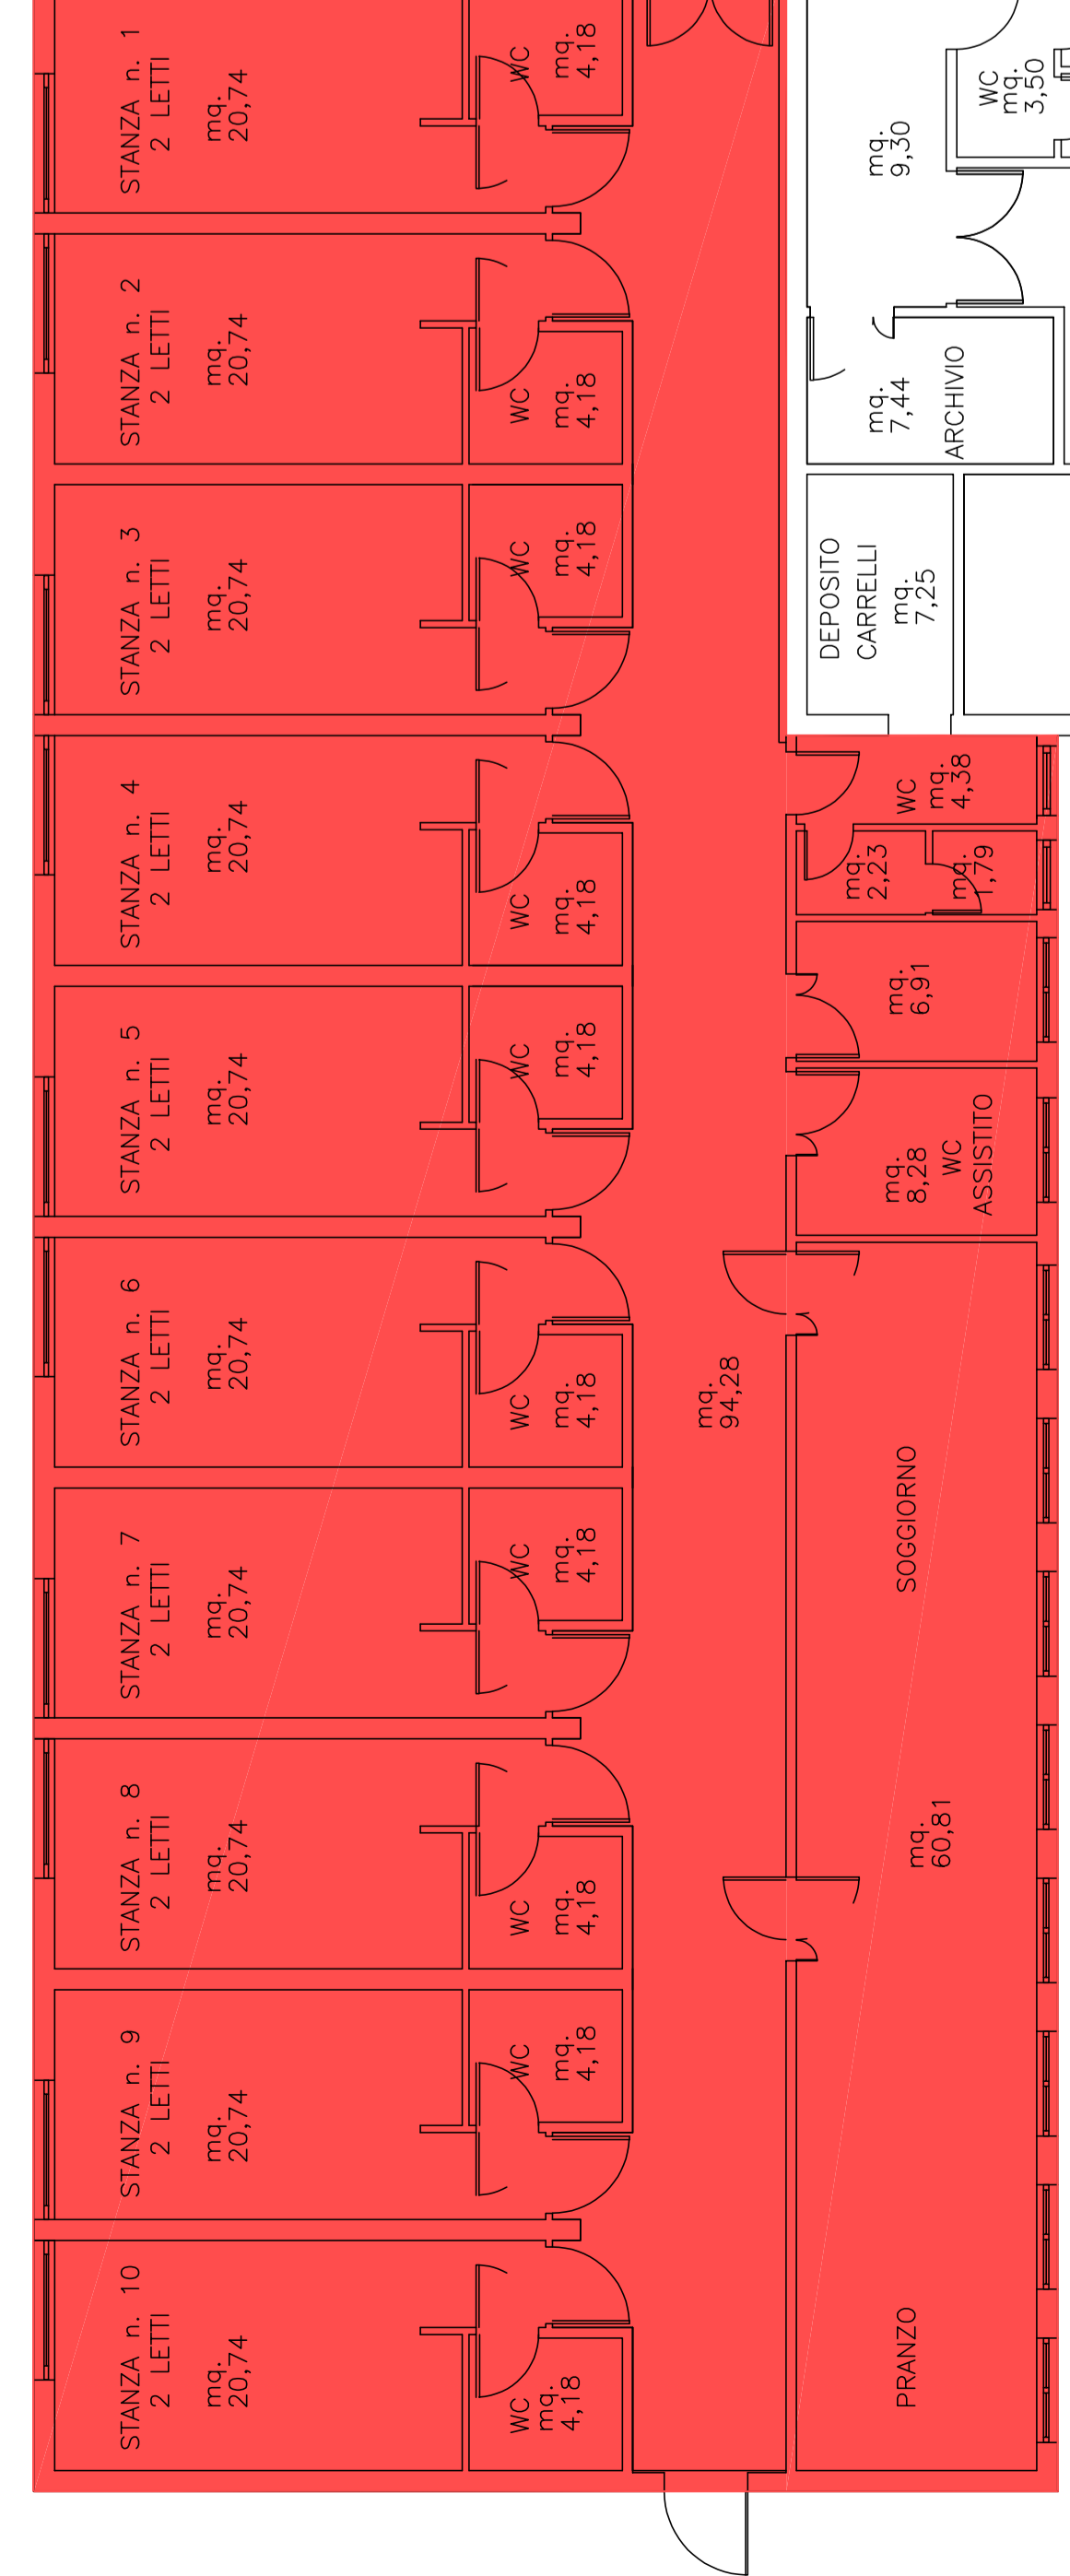 STANZA n. 1
2 LETTI
mq.
20,74
WC
mq.
4,18
STANZA n. 2
2 LETTI
mq.
20,74
WC
mq.
4,18
STANZA n. 3
2 LETTI
mq.
20,74
WC
mq.
4,18
STANZA n. 4
2 LETTI
mq.
20,74
WC
mq.
4,18
STANZA n. 5
2 LETTI
mq.
20,74
WC
mq.
4,18
STANZA n. 6
2 LETTI
mq.
20,74
WC
mq.
4,18
STANZA n. 7
2 LETTI
mq.
20,74
WC
mq.
4,18
STANZA n. 8
2 LETTI
mq.
20,74
WC
mq.
4,18
STANZA n. 9
2 LETTI
mq.
20,74
WC
mq.
4,18
STANZA n. 10
2 LETTI
mq.
20,74
WC
mq.
4,18
mq.
94,28
mq.
9,30
WC
mq.
3,50
mq.
7,44
ARCHIVIO
DEPOSITO
CARRELLI
mq.
7,25
WC
mq.
4,38
mq.
2,23
mq.
1,79
mq.
6,91
mq.
8,28
WC
ASSISTITO
SOGGIORNO
mq.
60,81
PRANZO